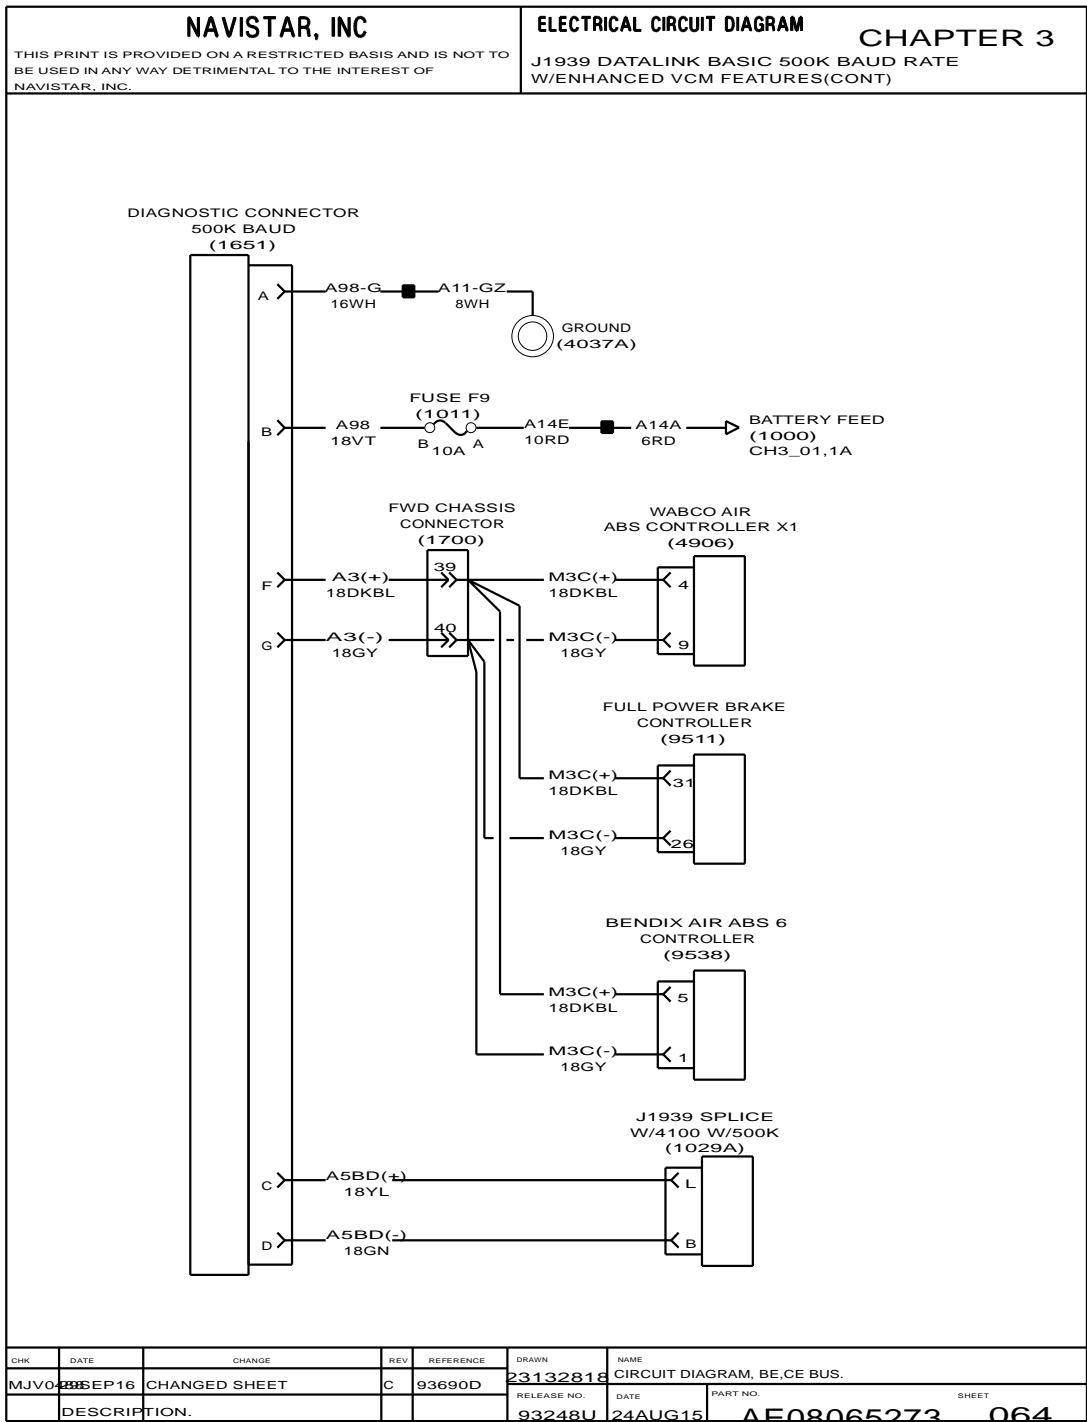 NAVISTAR, INC
THIS PRINT IS PROVIDED ON A RESTRICTED BASIS AND IS NOT TO
BE USED IN ANY WAY DETRIMENTAL TO THE INTEREST OF
NAVISTAR, INC.
ELECTRICAL CIRCUIT DIAGRAM
CHAPTER 3
J1939 DATALINK BASIC 500K BAUD RATE
W/ENHANCED VCM FEATURES(CONT)
DIAGNOSTIC CONNECTOR
500K BAUD
(1651)
A
A98-G
16WH
A11-GZ
8WH
GROUND
(4037A)
FUSE F9
(1011)
B
A98
18VT
B
10A
A
A14E
10RD
A14A
6RD
BATTERY FEED
(1000)
CH3_01,1A
FWD CHASSIS
CONNECTOR
(1700)
WABCO AIR
ABS CONTROLLER X1
(4906)
F
A3(+)
18DKBL
39
M3C(+)
18DKBL
4
G
A3(-)
18GY
40
M3C(-)
18GY
9
FULL POWER BRAKE
CONTROLLER
(9511)
M3C(+)
18DKBL
31
M3C(-)
18GY
26
BENDIX AIR ABS 6
CONTROLLER
(9538)
M3C(+)
18DKBL
5
M3C(-)
18GY
1
J1939 SPLICE
W/4100 W/500K
(1029A)
C
A5BD(+)
18YL
L
D
A5BD(-)
18GN
B
CHK DATE CHANGE REV REFERENCE
SEP16 CHANGED SHEET C 93690D
DESCRIPTION.
DRAWN
23132818
NAME
CIRCUIT DIAGRAM, BE,CE BUS.
RELEASE NO.
93248U
DATE
24AUG15
PART NO.
AE08065273
SHEET
064